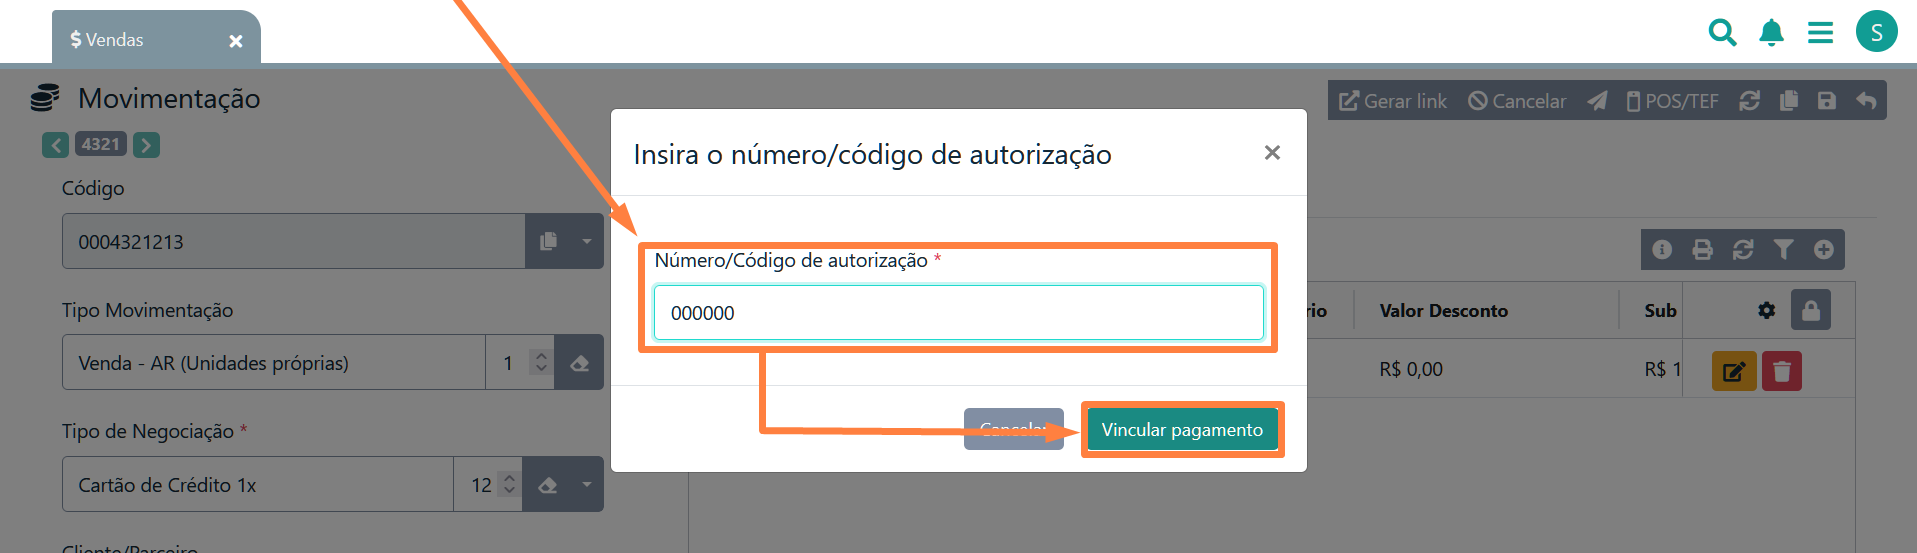 $ Vendas
S
Movimentação
Gerar link
Cancelar
POS/TEF
4321
Insira o número/código de autorização
Código
0004321213
Número/Código de autorização *
000000
Tipo Movimentação
rio
Valor Desconto
Sub
Venda - AR (Unidades próprias)
1
R$ 0,00
R$ 1
Tipo de Negociação *
Cancelar
Vincular pagamento
Cartão de Crédito 1x
12
Cliente/Parceiro